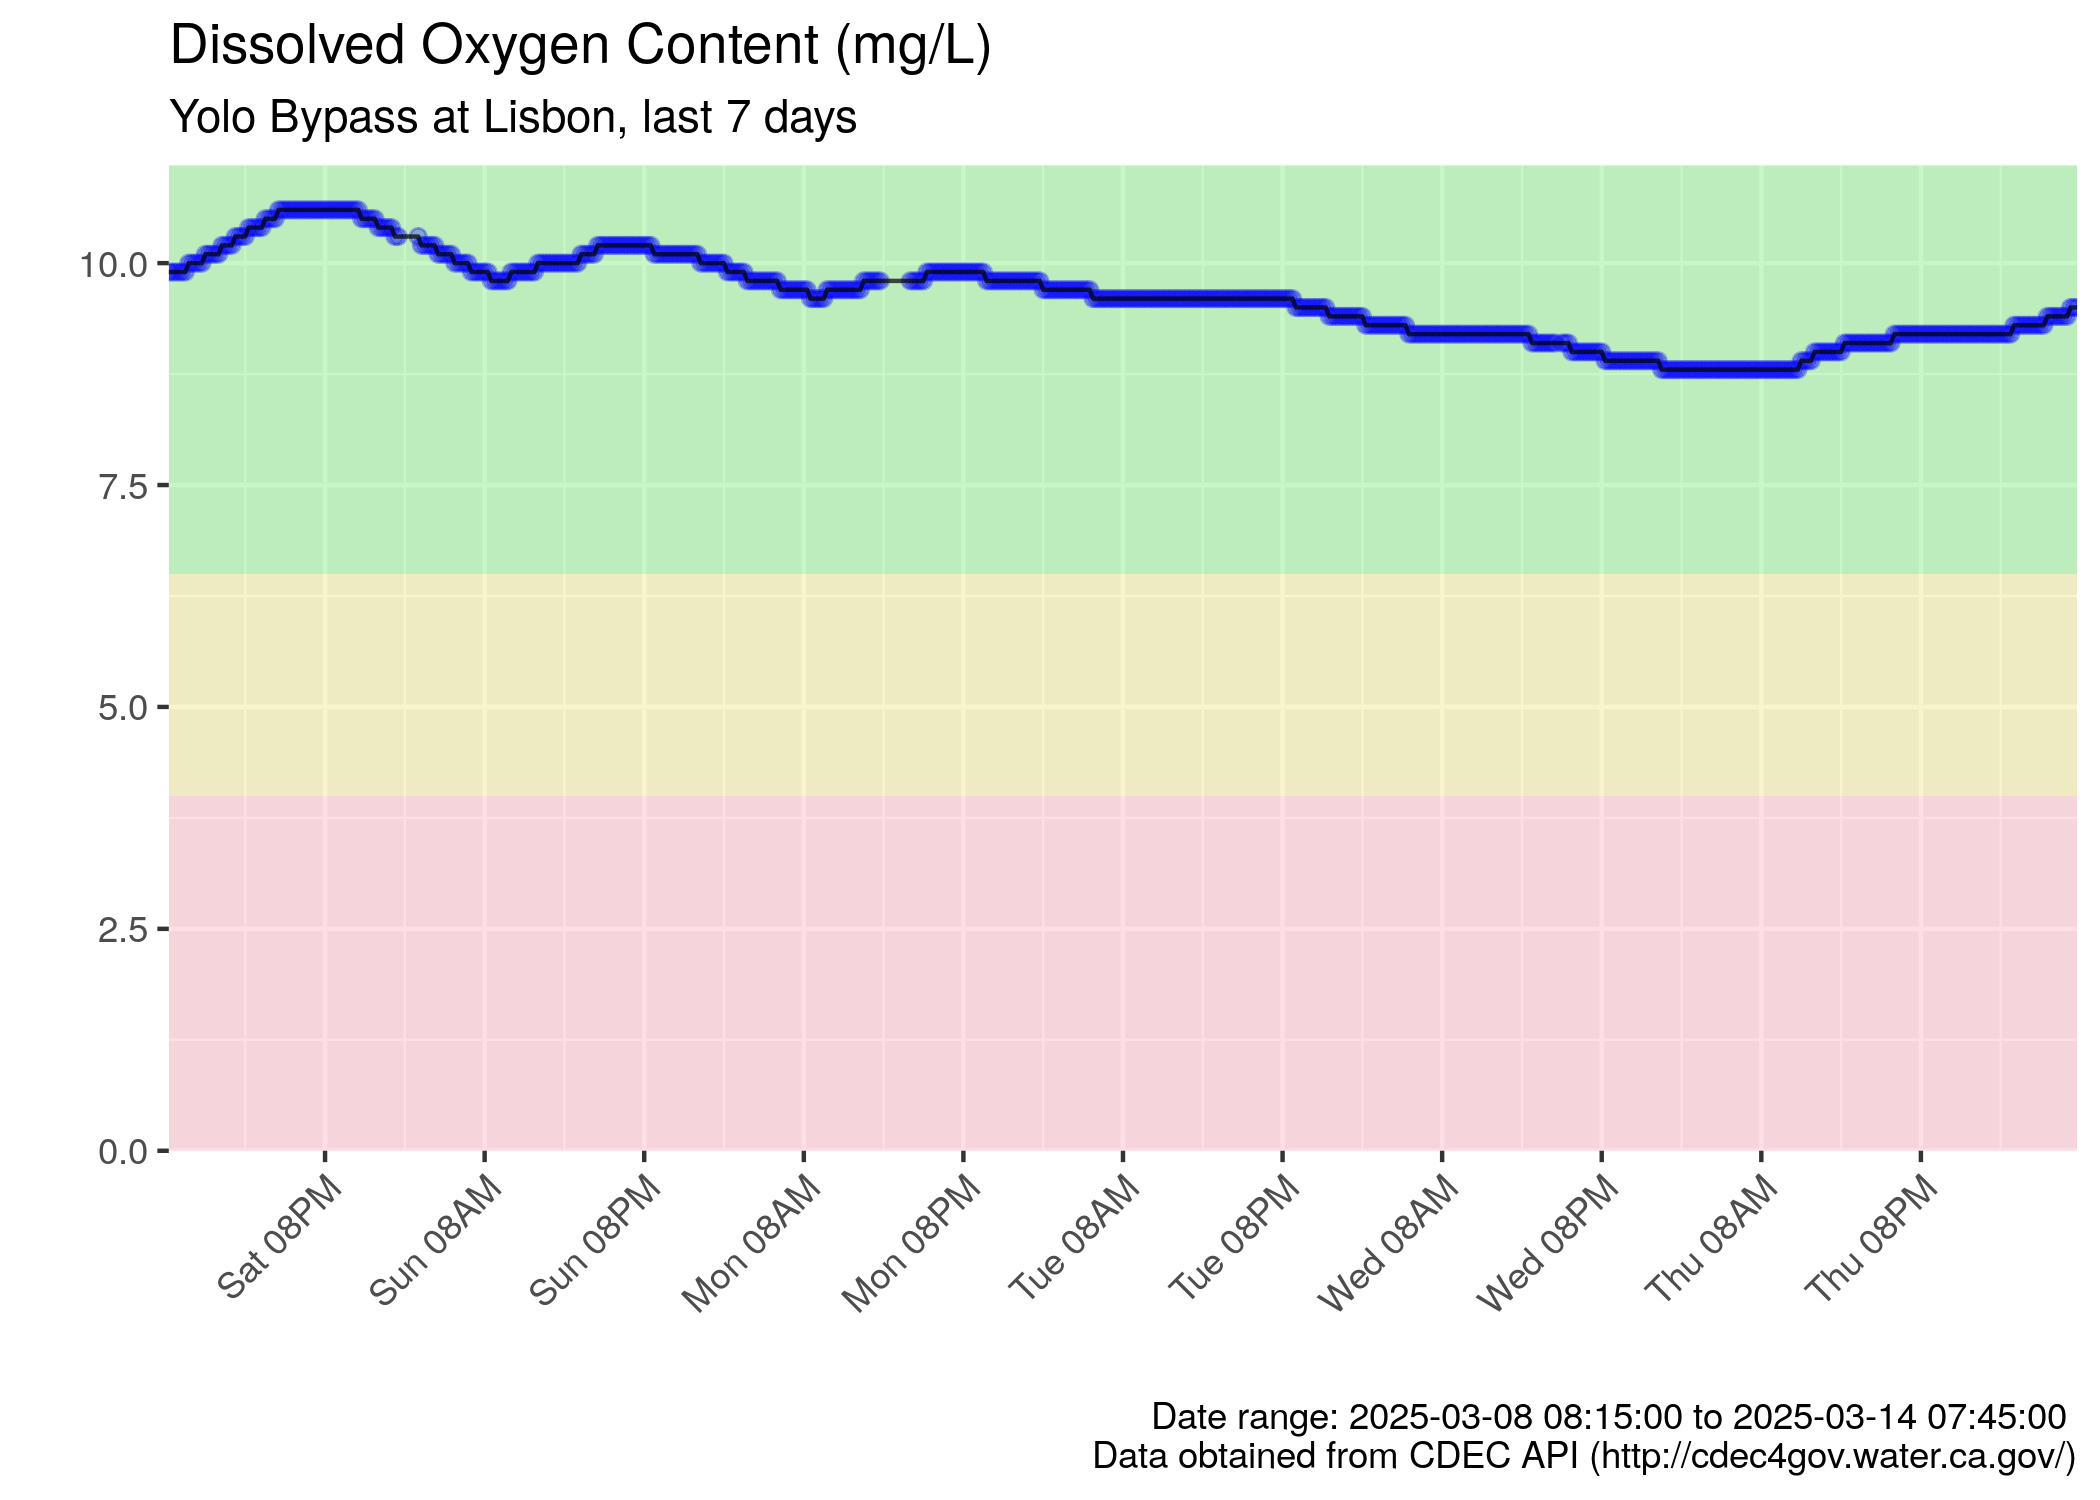 Dissolved Oxygen Content (mg/L)
Yolo Bypass at Lisbon, last 7 days
10.0
7.5
5.0
2.5
0.0
Sat 08PM
Sun 08AM
Sun 08PM
Mon 08AM
Mon 08PM
Tue 08AM
Tue 08PM
Wed 08AM
Wed 08PM
Thu 08AM
Thu 08PM
Date range: 2025-03-08 08:15:00 to 2025-03-14 07:45:00
Data obtained from CDEC API (http://cdec4gov.water.ca.gov/)